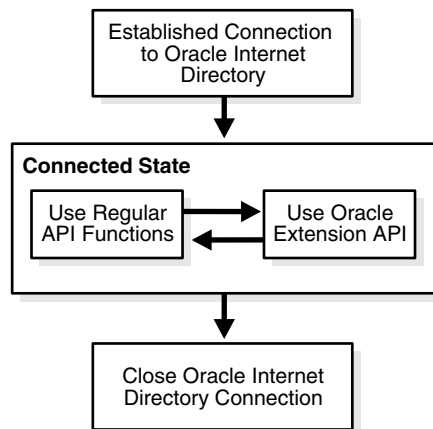 Established Connection
to Oracle Internet
Directory
Connected State
Use Regular
API Functions
Use Oracle
Extension API
Close Oracle Internet
Directory Connection